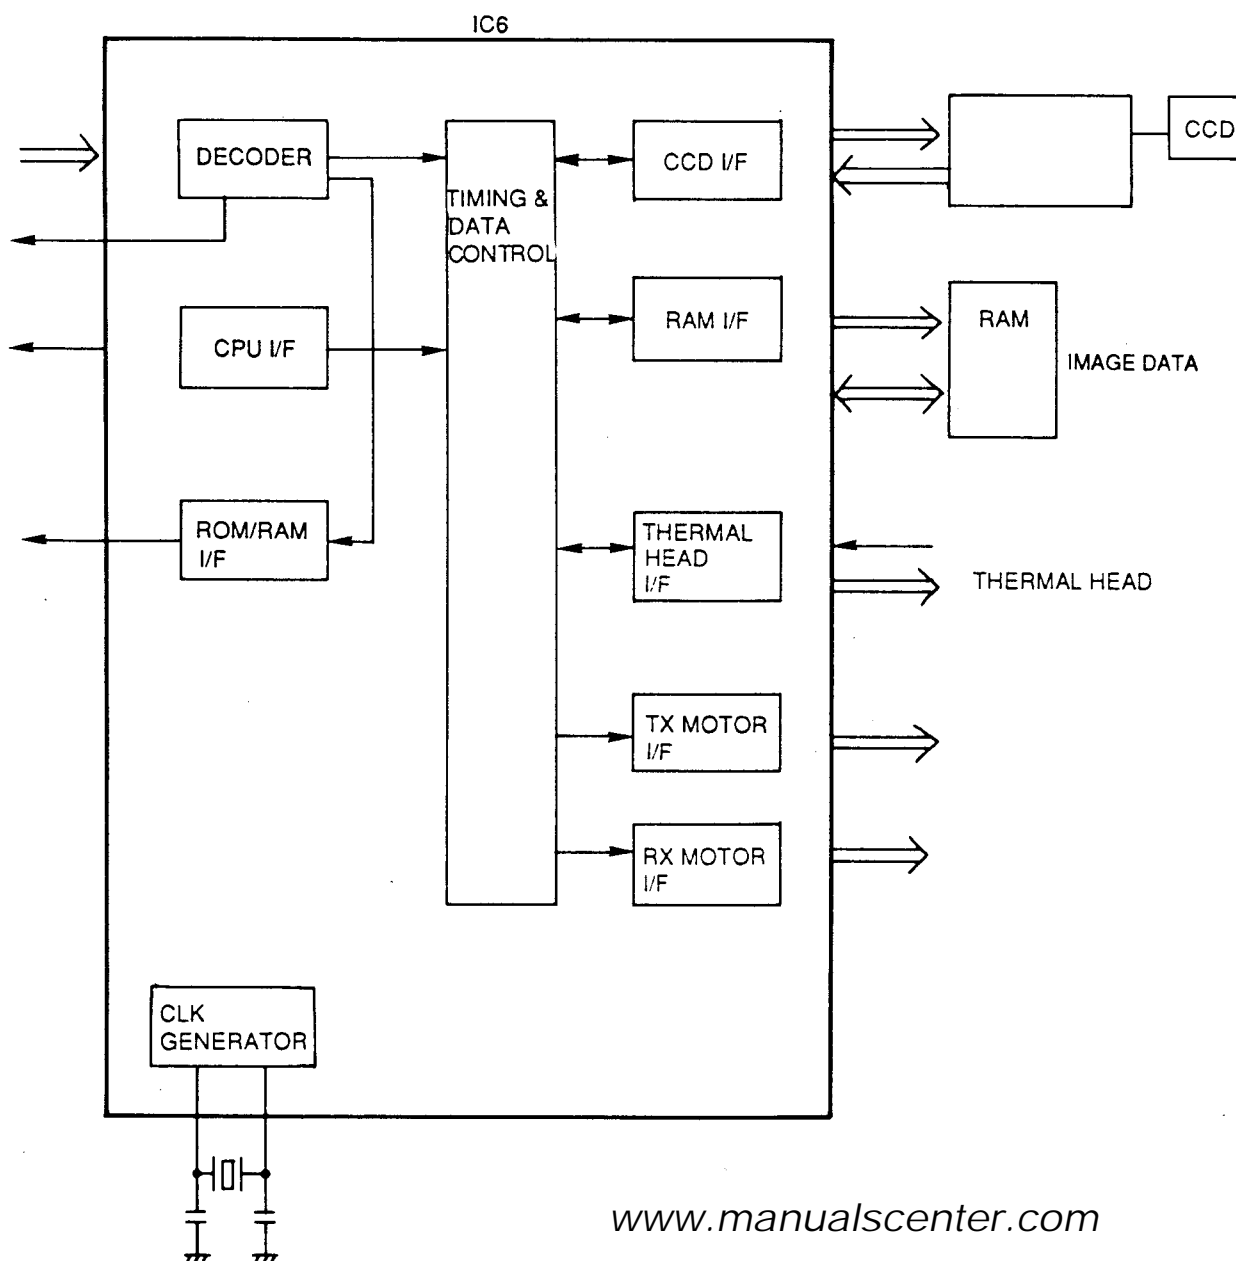 IC6
DECODER
TIMING &
DATA
CONTROL
CCD I/F
CCD
CPU I/F
RAM I/F
RAM
IMAGE DATA
ROM/RAM
I/F
THERMAL
HEAD
I/F
THERMAL HEAD
TX MOTOR
I/F
RX MOTOR
I/F
CLK
GENERATOR
www.manualscenter.com